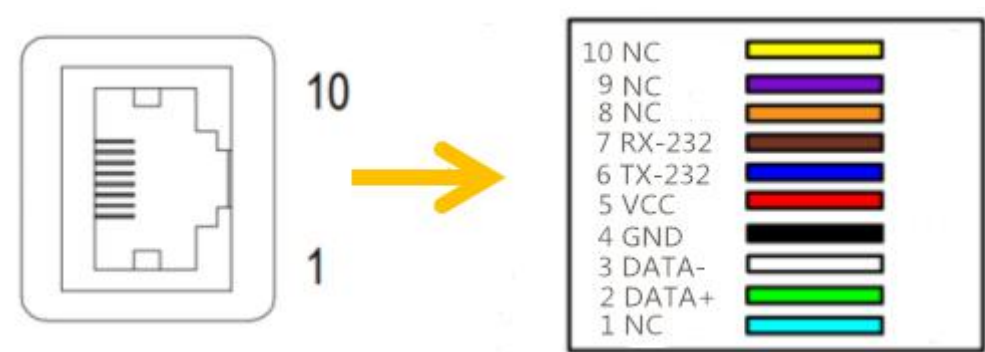 10
1
10 NC
9 NC
8 NC
7 RX-232
6 TX-232
5 VCC
4 GND
3 DATA-
2 DATA+
1 NC